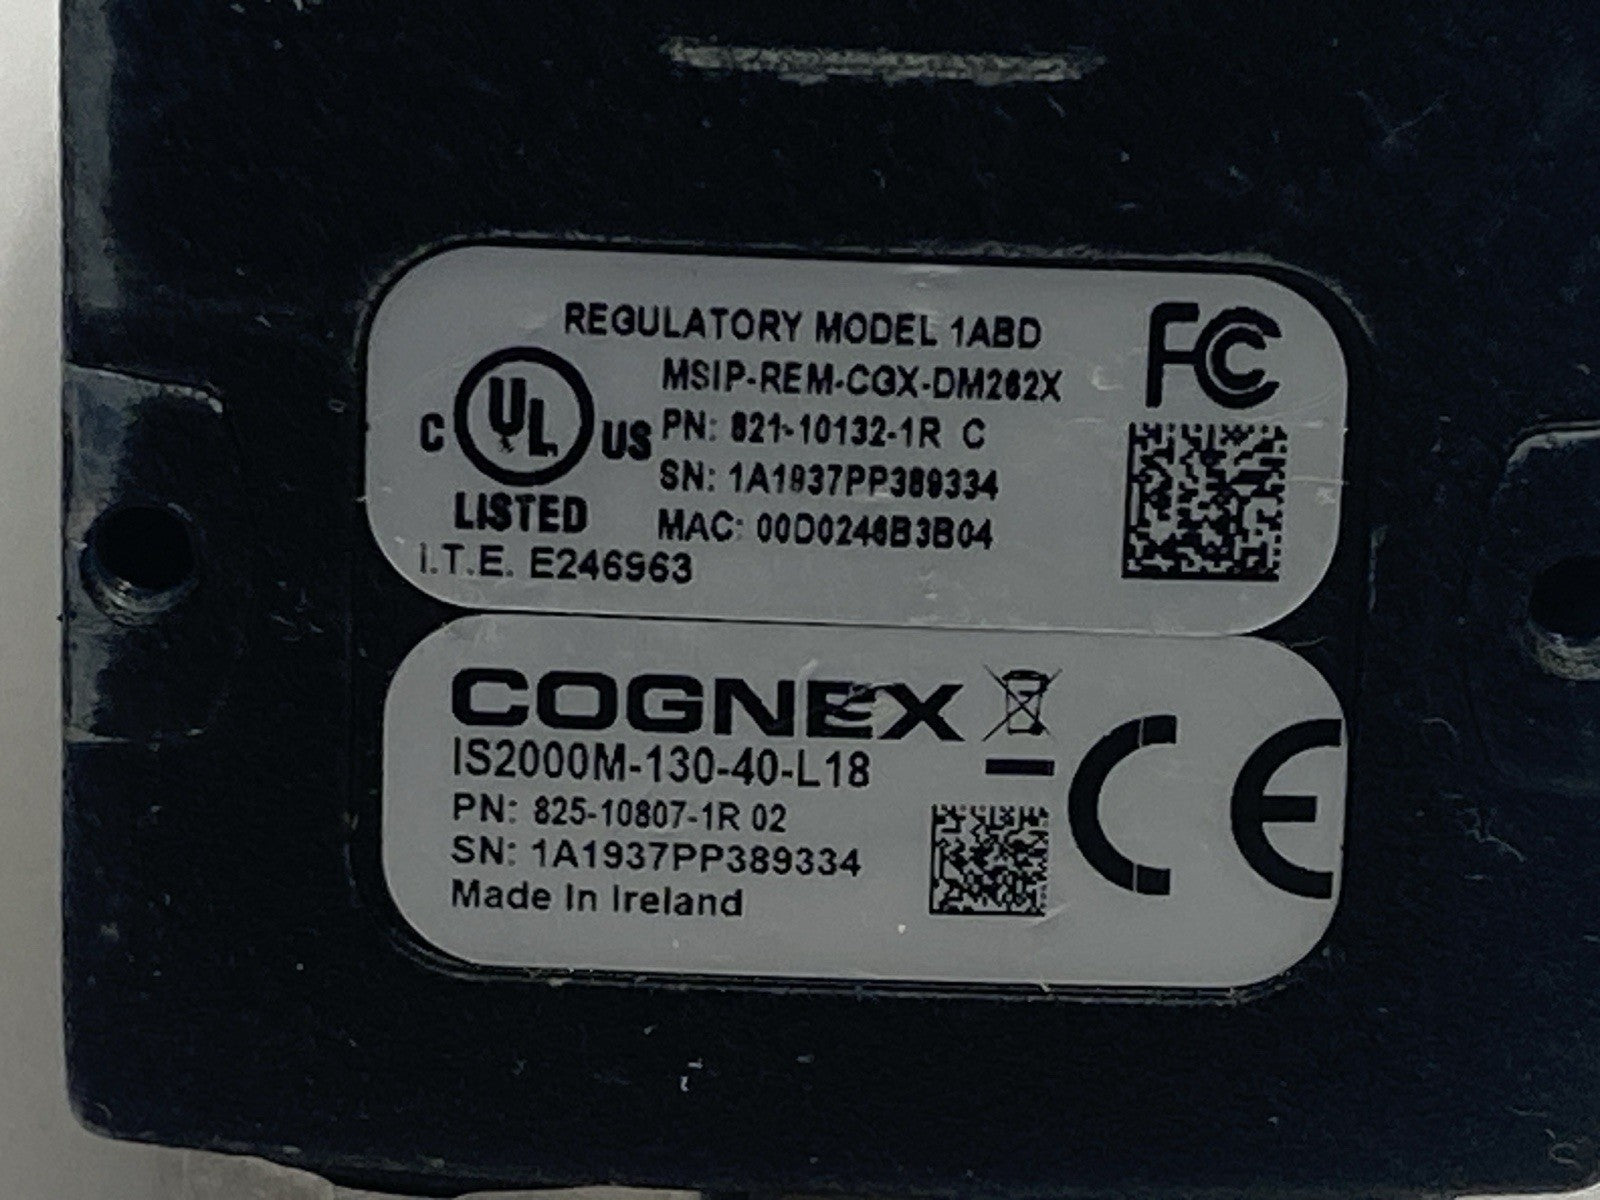 REGULATORY MODEL 1ABD
MSIP-REM-CGX-DM262X
PN: 821-10132-1R C
SN: 1A1937PP389334
MAC: 00D0246B3B04
C UL US
LISTED
I.T.E. E246963
FC
COGNEX
IS2000M-130-40-L18
PN: 825-10807-1R 02
SN: 1A1937PP389334
Made In Ireland
CE